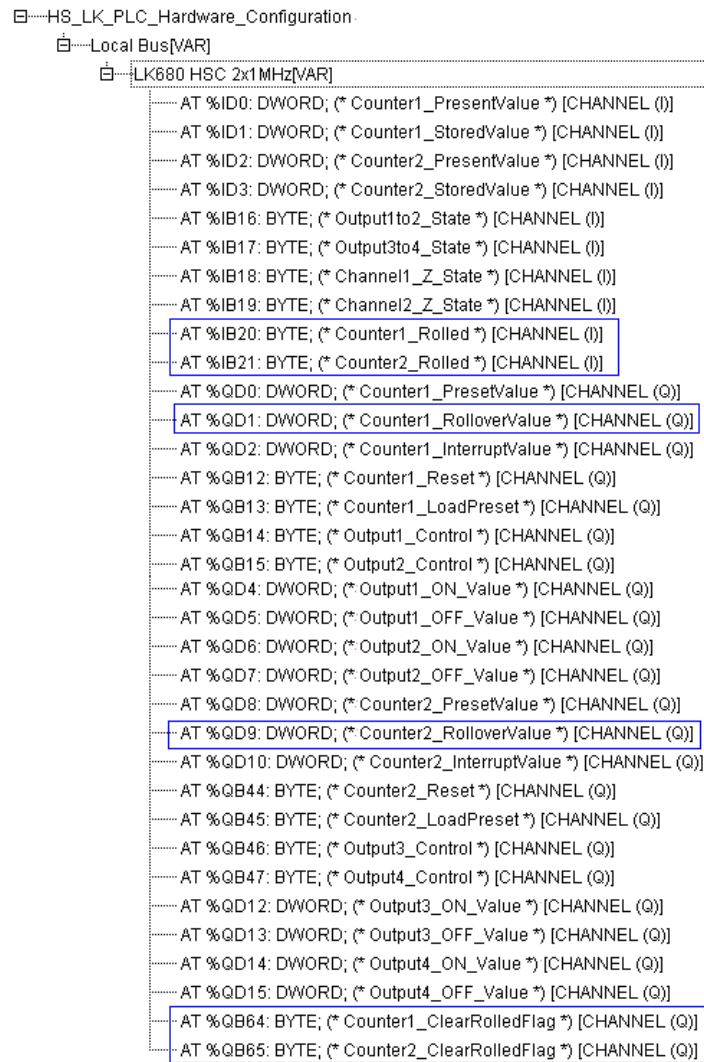 HS_LK_PLC_Hardware_Configuration
Local Bus[VAR]
LK680 HSC 2x1MHz[VAR]
AT %ID0: DWORD; (* Counter1_PresentValue *) [CHANNEL (I)]
AT %ID1: DWORD; (* Counter1_StoredValue *) [CHANNEL (I)]
AT %ID2: DWORD; (* Counter2_PresentValue *) [CHANNEL (I)]
AT %ID3: DWORD; (* Counter2_StoredValue *) [CHANNEL (I)]
AT %IB16: BYTE; (* Output1to2_State *) [CHANNEL (I)]
AT %IB17: BYTE; (* Output3to4_State *) [CHANNEL (I)]
AT %IB18: BYTE; (* Channel1_Z_State *) [CHANNEL (I)]
AT %IB19: BYTE; (* Channel2_Z_State *) [CHANNEL (I)]
AT %IB20: BYTE; (* Counter1_Rolled *) [CHANNEL (I)]
AT %IB21: BYTE; (* Counter2_Rolled *) [CHANNEL (I)]
AT %QD0: DWORD; (* Counter1_PresetValue *) [CHANNEL (Q)]
AT %QD1: DWORD; (* Counter1_RolloverValue *) [CHANNEL (Q)]
AT %QD2: DWORD; (* Counter1_InterruptValue *) [CHANNEL (Q)]
AT %QB12: BYTE; (* Counter1_Reset *) [CHANNEL (Q)]
AT %QB13: BYTE; (* Counter1_LoadPreset *) [CHANNEL (Q)]
AT %QB14: BYTE; (* Output1_Control *) [CHANNEL (Q)]
AT %QB15: BYTE; (* Output2_Control *) [CHANNEL (Q)]
AT %QD4: DWORD; (* Output1_ON_Value *) [CHANNEL (Q)]
AT %QD5: DWORD; (* Output1_OFF_Value *) [CHANNEL (Q)]
AT %QD6: DWORD; (* Output2_ON_Value *) [CHANNEL (Q)]
AT %QD7: DWORD; (* Output2_OFF_Value *) [CHANNEL (Q)]
AT %QD8: DWORD; (* Counter2_PresetValue *) [CHANNEL (Q)]
AT %QD9: DWORD; (* Counter2_RolloverValue *) [CHANNEL (Q)]
AT %QD10: DWORD; (* Counter2_InterruptValue *) [CHANNEL (Q)]
AT %QB44: BYTE; (* Counter2_Reset *) [CHANNEL (Q)]
AT %QB45: BYTE; (* Counter2_LoadPreset *) [CHANNEL (Q)]
AT %QB46: BYTE; (* Output3_Control *) [CHANNEL (Q)]
AT %QB47: BYTE; (* Output4_Control *) [CHANNEL (Q)]
AT %QD12: DWORD; (* Output3_ON_Value *) [CHANNEL (Q)]
AT %QD13: DWORD; (* Output3_OFF_Value *) [CHANNEL (Q)]
AT %QD14: DWORD; (* Output4_ON_Value *) [CHANNEL (Q)]
AT %QD15: DWORD; (* Output4_OFF_Value *) [CHANNEL (Q)]
AT %QB64: BYTE; (* Counter1_ClearRolledFlag *) [CHANNEL (Q)]
AT %QB65: BYTE; (* Counter2_ClearRolledFlag *) [CHANNEL (Q)]